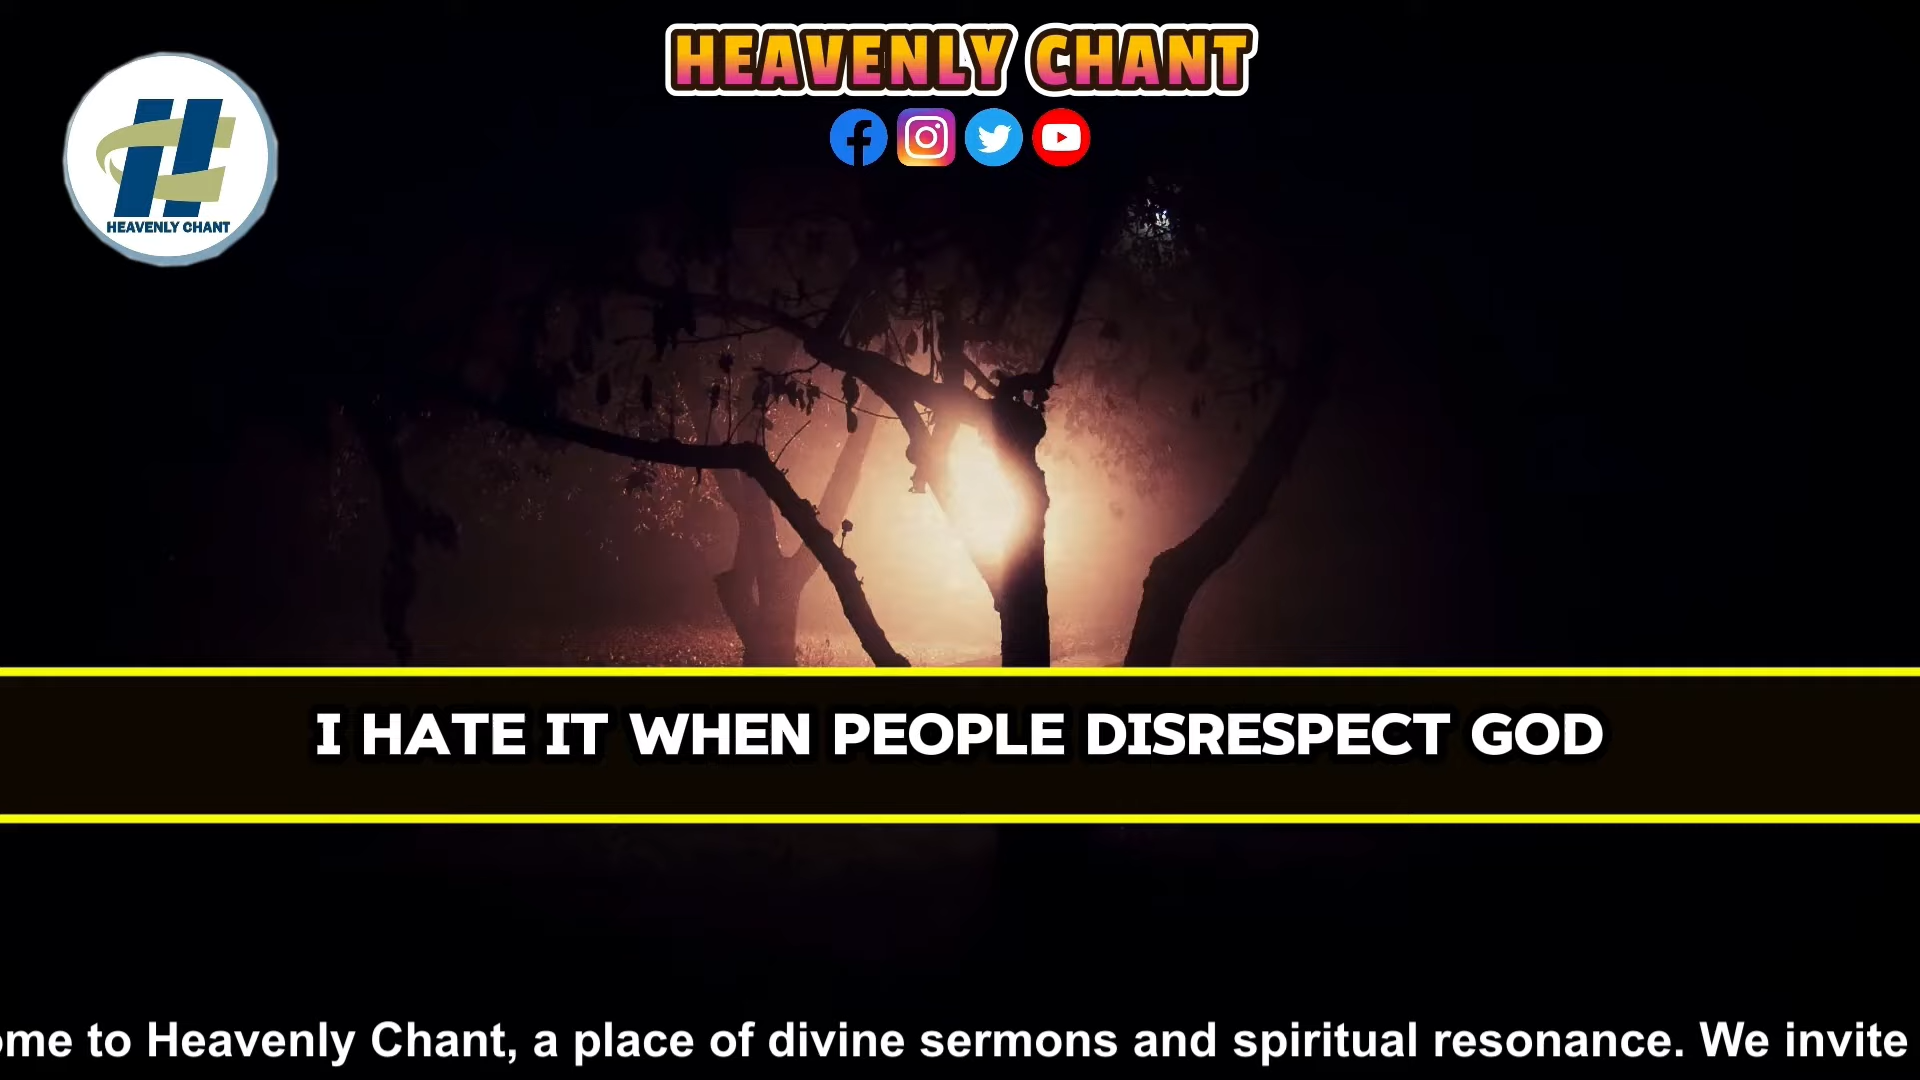 HEAVENLY CHANT
HEAVENLY CHANT
I HATE IT WHEN PEOPLE DISRESPECT GOD
ome to Heavenly Chant, a place of divine sermons and spiritual resonance. We invite